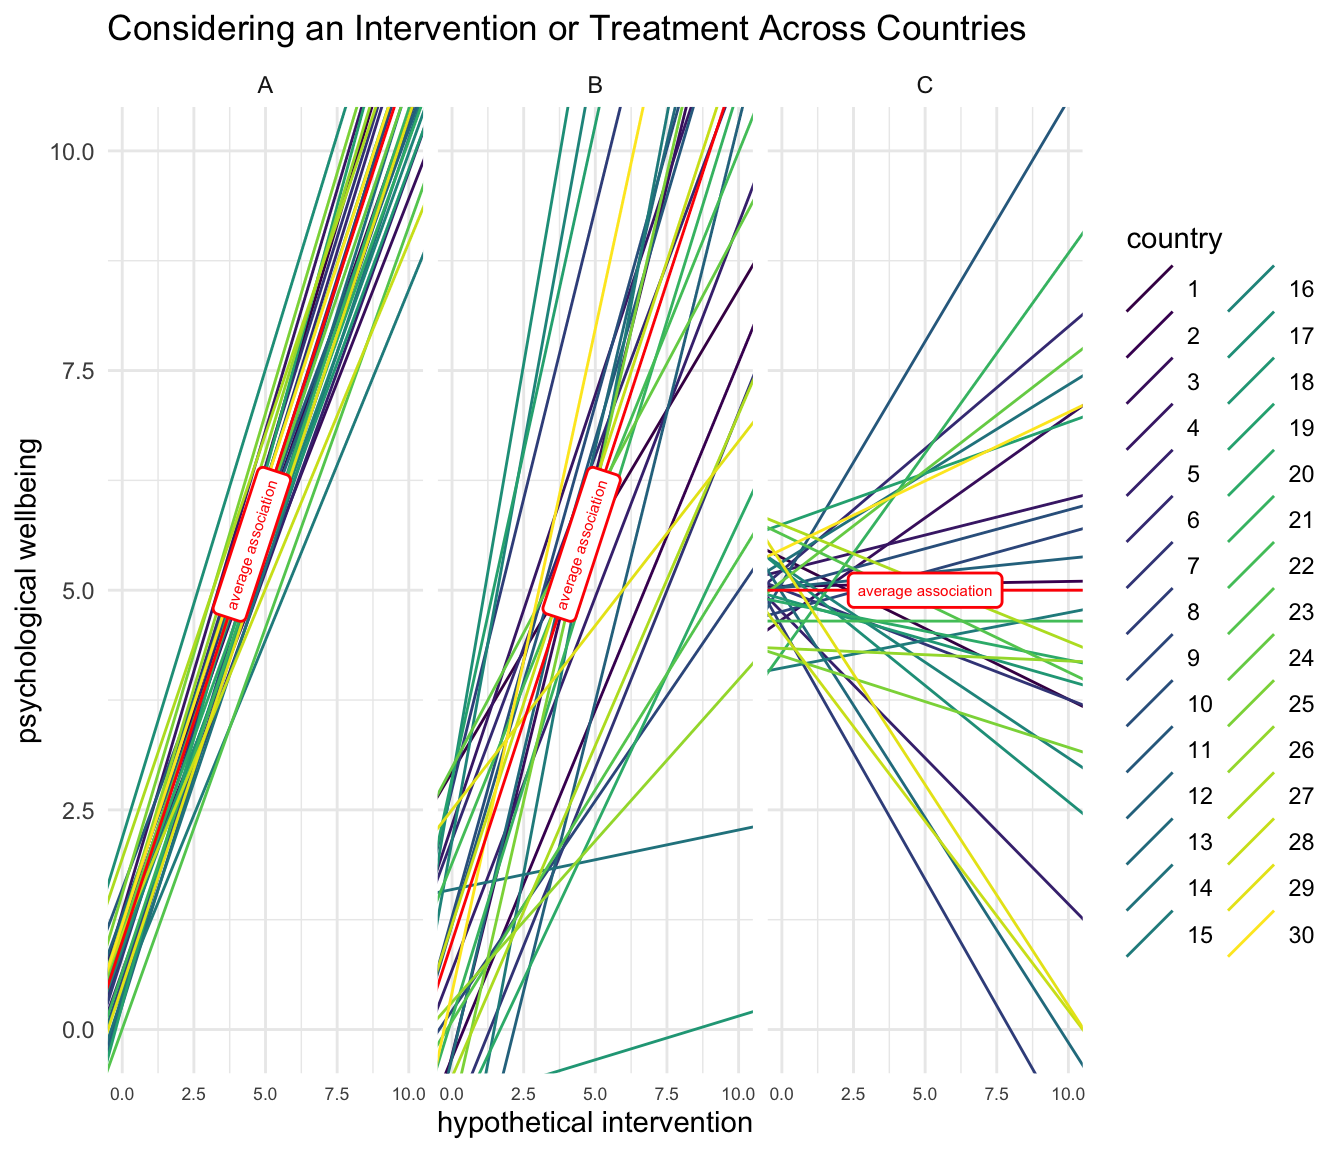 Considering an Intervention or Treatment Across Countries
A B C
psychological wellbeing
10.0
7.5
5.0
2.5
0.0
average association
average association
average association
0.0 2.5 5.0 7.5 10.0 0.0 2.5 5.0 7.5 10.0 0.0 2.5 5.0 7.5 10.0
hypothetical intervention
country
1 16
2 17
3 18
4 19
5 20
6 21
7 22
8 23
9 24
10 25
11 26
12 27
13 28
14 29
15 30